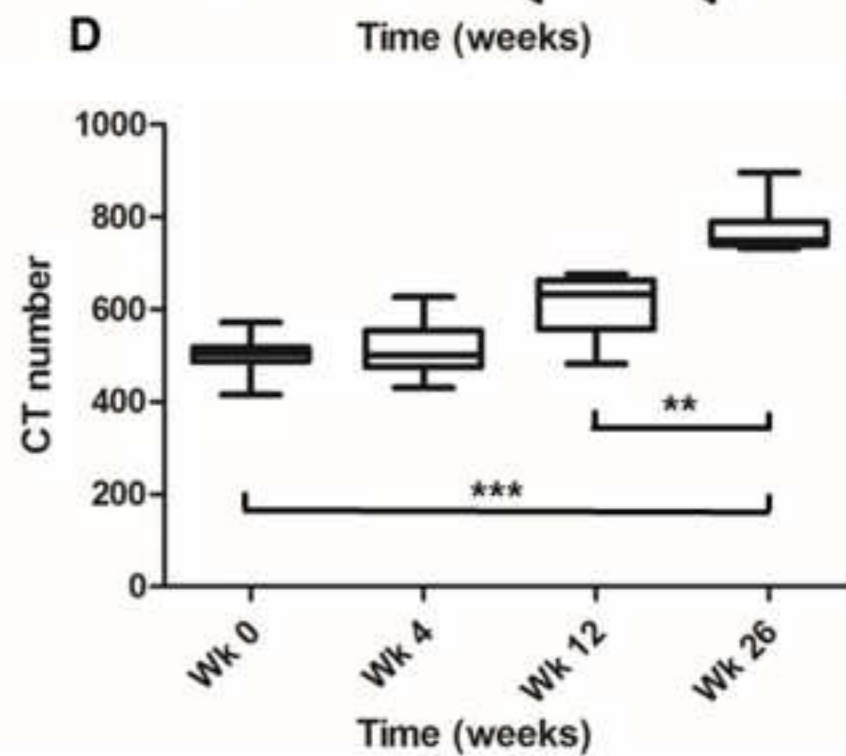 D
Time (weeks)
1000
800
600
400
200
0
CT number
**
***
Wk 0
Wk 4
Wk 12
Wk 26
Time (weeks)